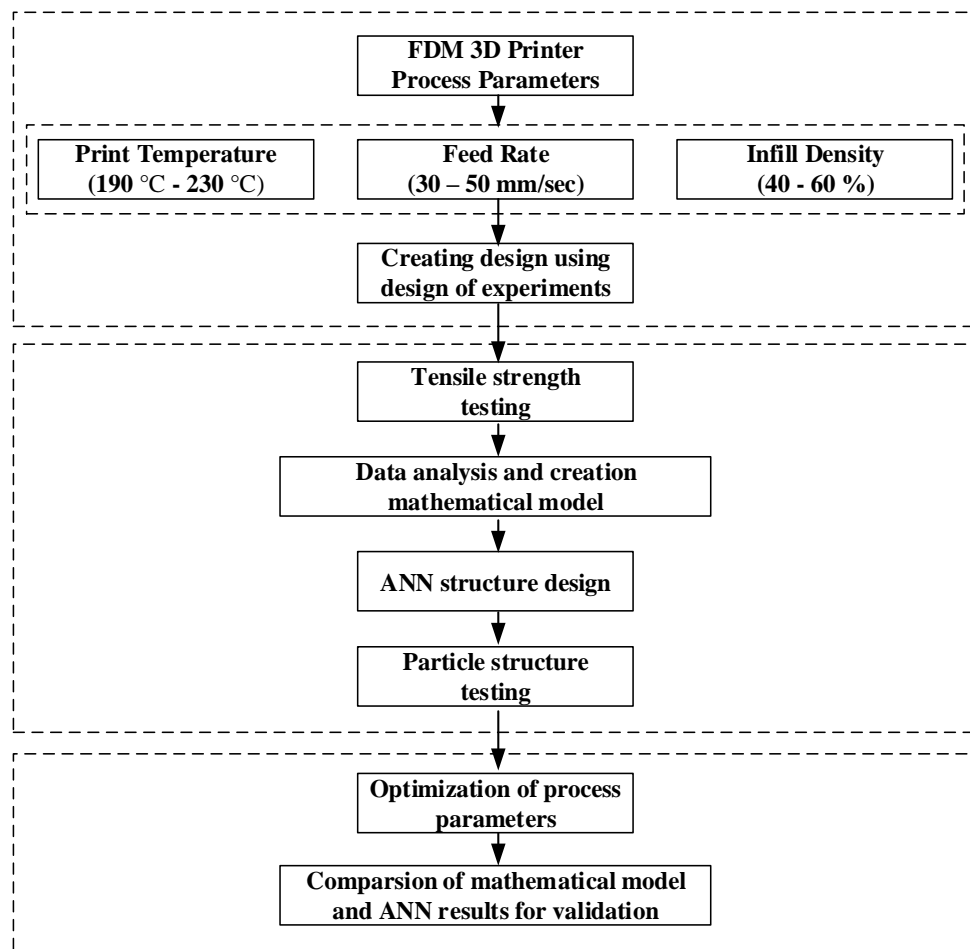 FDM 3D Printer
Process Parameters
Print Temperature
(190 °C - 230 °C)
Feed Rate
(30 – 50 mm/sec)
Infill Density
(40 - 60 %)
Creating design using
design of experiments
Tensile strength
testing
Data analysis and creation
mathematical model
ANN structure design
Particle structure
testing
Optimization of process
parameters
Comparsion of mathematical model
and ANN results for validation